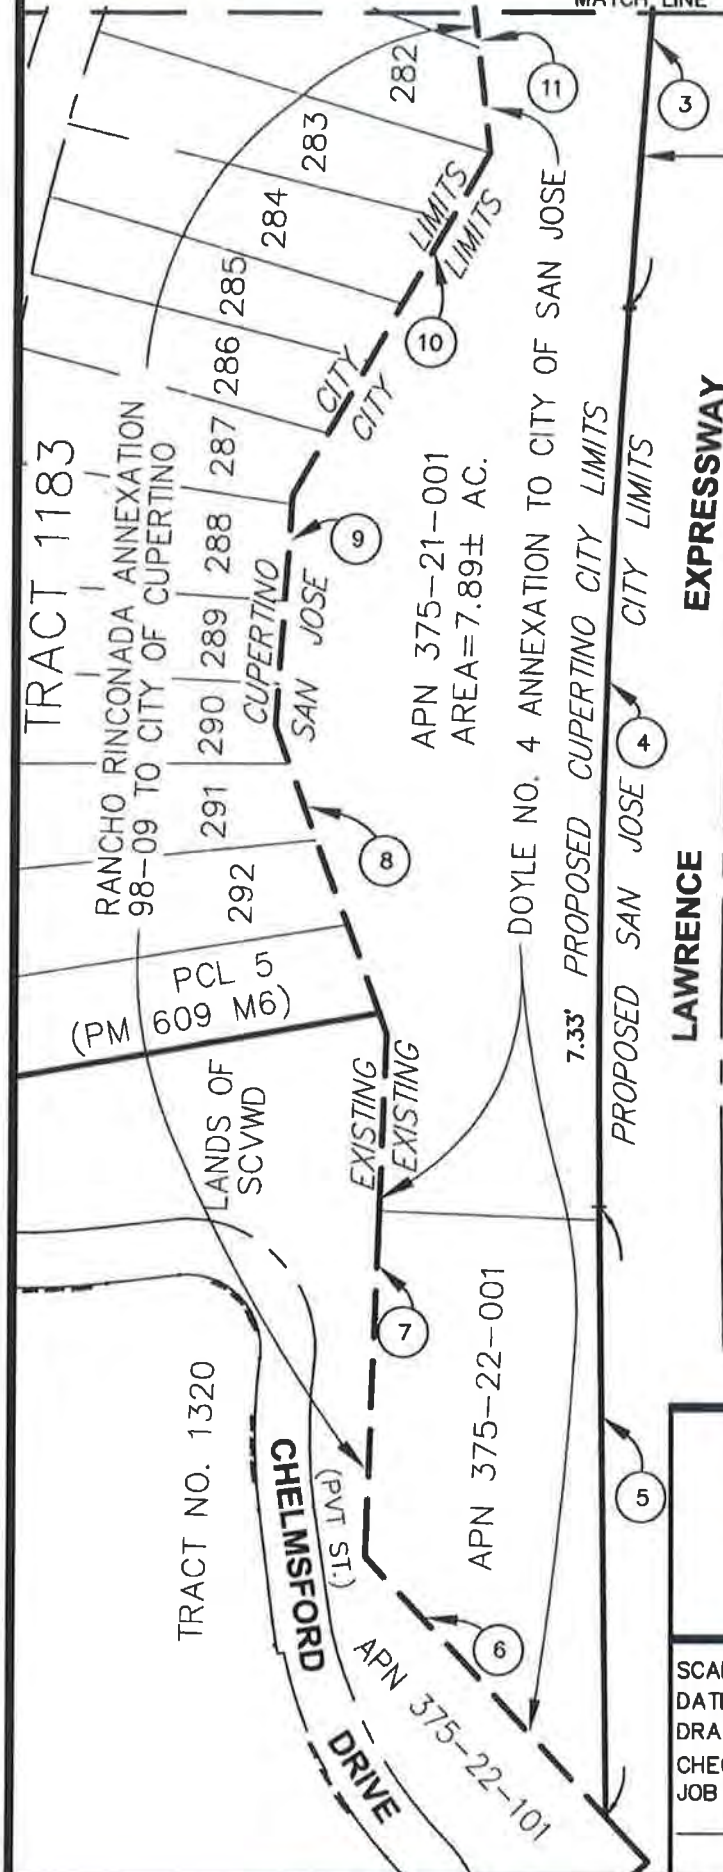 MATCH LINE
282
11
3
283
284
LIMITS
LIMITS
285
10
286
CITY
CITY
287
TRACT 1183
RANCHO RINCONADA ANNEXATION
98-09 TO CITY OF CUPERTINO
288
9
289
CUPERTINO
SAN JOSE
290
APN 375-21-001
AREA=7.89± AC.
DOYLE NO. 4 ANNEXATION TO CITY OF SAN JOSE
7.33' PROPOSED CUPERTINO CITY LIMITS
PROPOSED SAN JOSE CITY LIMITS
LAWRENCE EXPRESSWAY
4
291
8
292
PCL 5
(PM 609 M6)
LANDS OF
SCVWD
EXISTING
EXISTING
7
TRACT NO. 1320
CHELMSFORD DRIVE
(PVT ST.)
APN 375-22-001
5
6
APN 375-22-101
DRA
CHE
JOB